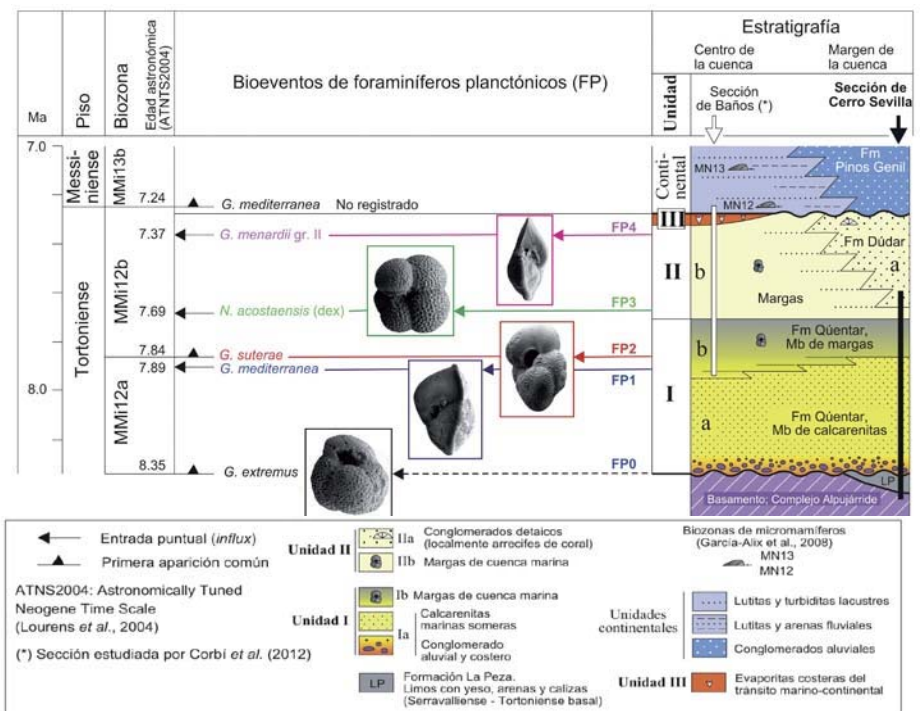 Estratigrafía
Centro de la cuenca
Margen de la cuenca
Ma
Piso
Biozona
Edad astronómica
(ATNTS2004)
Bioeventos de foraminíferos planctónicos (FP)
Unidad
Sección
de Baños (*)
Sección de
Cerro Sevilla
7.0
8.0
Messi-
niense
Tortoniense
MMi13b
MMi12b
MMi12a
7.24
G. mediterranea No registrado
7.37
G. menardii gr. II
FP4
7.69
N. acostaensis (dex)
FP3
7.84
G. suterae
FP2
7.89
G. mediterranea
FP1
8.35
G. extremus
FP0
Conti-
nental
III
II
I
MN13
MN12
Fm
Pinos Genil
Fm Dúdar
a
b
Margas
b
Fm Qúentar,
Mb de margas
a
Fm Qúentar,
Mb de calcarenitas
LP
Basamento; Complejo Alpujárride
Entrada puntual (influx)
Primera aparición común
ATNS2004: Astronomically Tuned
Neogene Time Scale
(Lourens et al., 2004)
(*) Sección estudiada por Corbí et al. (2012)
Unidad II
IIa
Conglomerados detaicos
(localmente arrecifes de coral)
IIb
Margas de cuenca marina
Unidad I
Ib
Margas de cuenca marina
Ia
Calcarenitas
marinas someras
Conglomerado
aluvial y costero
LP
Formación La Peza.
Limos con yeso, arenas y calizas
(Serravalliense - Tortoniense basal)
Biozonas de micromamíferos
(García-Alix et al., 2008)
MN13
MN12
Unidades
continentales
Lutitas y turbiditas lacustres
Lutitas y arenas fluviales
Conglomerados aluviales
Unidad III
Evaporitas costeras del
tránsito marino-continental